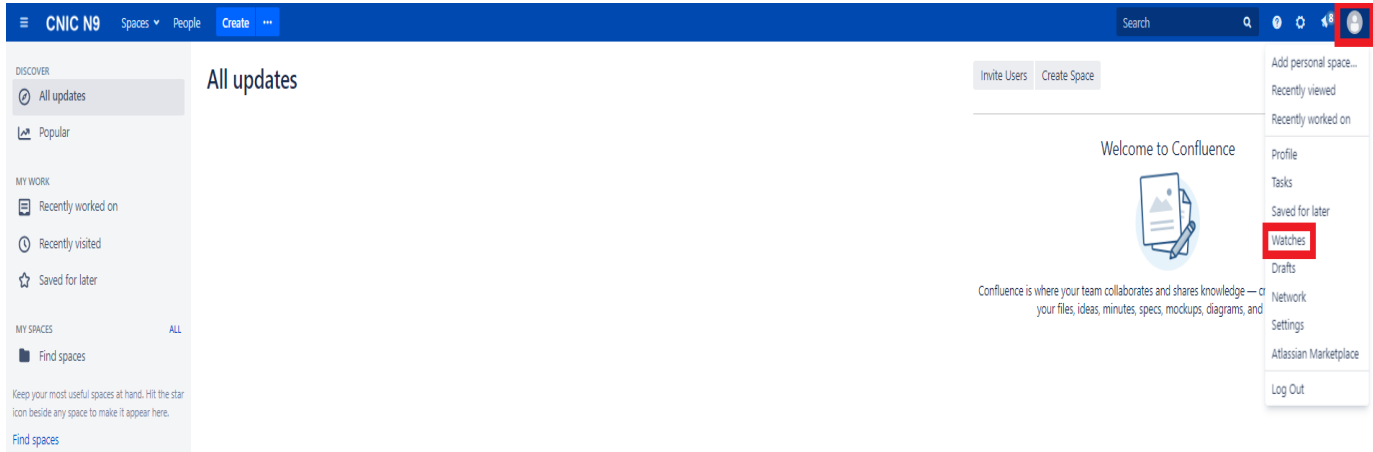 CNIC N9 Spaces People Create ··· Search 8
DISCOVER
All updates
Popular
MY WORK
Recently worked on
Recently visited
Saved for later
MY SPACES ALL
Find spaces
Keep your most useful spaces at hand. Hit the star
icon beside any space to make it appear here.
Find spaces
All updates
Invite Users Create Space
Welcome to Confluence
Confluence is where your team collaborates and shares knowledge —
your files, ideas, minutes, specs, mockups, diagrams, and
Add personal space...
Recently viewed
Recently worked on
Profile
Tasks
Saved for later
Watches
Drafts
Network
Settings
Atlassian Marketplace
Log Out